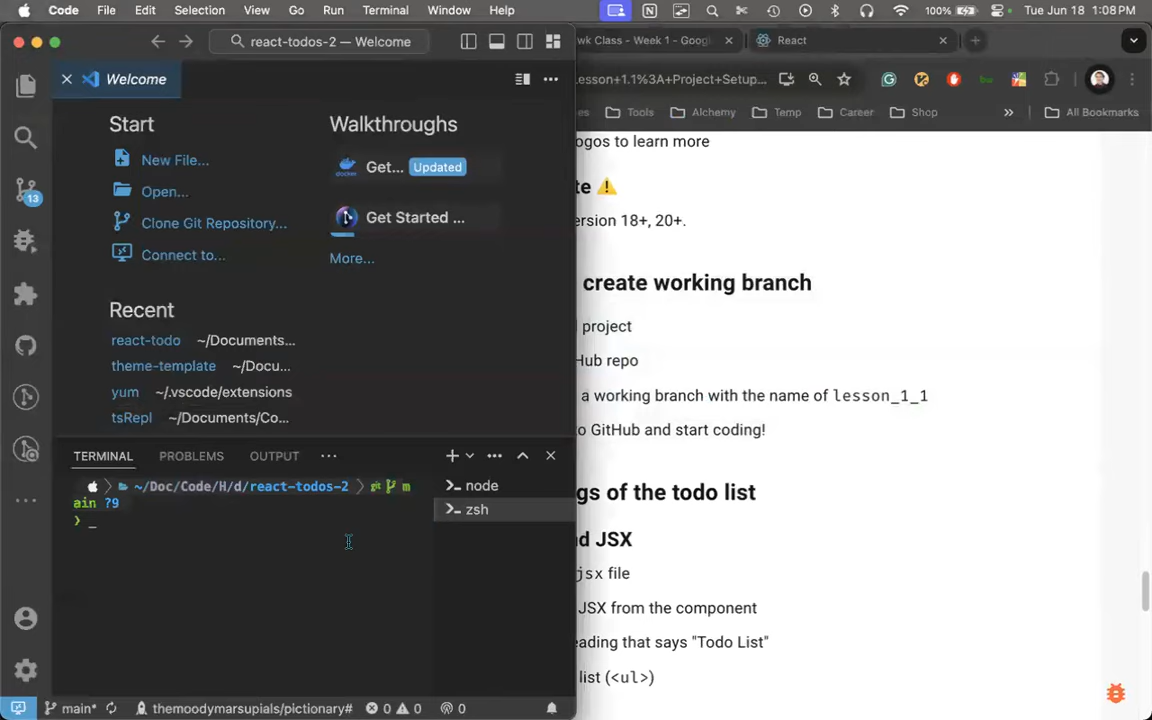 Code File Edit Selection View Go Run Terminal Window Help 100% Tue Jun 18 1:08 PM
react-todos-2 — Welcome
wk Class - Week 1 - Googl
React
esson+1.1%3A+Project+Setup...
es Tools Alchemy Temp Career Shop » All Bookmarks
Welcome
Start
New File...
Open...
Clone Git Repository...
Connect to...
Walkthroughs
Get... Updated
Get Started ...
More...
Recent
react-todo ~/Documents...
theme-template ~/Docu...
yum ~/.vscode/extensions
tsRepl ~/Documents/Co...
TERMINAL PROBLEMS OUTPUT
~/Doc/Code/H/d/react-todos-2 git m
ain ?9
❯ _
node
zsh
13
main* themoodymarsupials/pictionary# 0 0 0
ogos to learn more
te ⚠️
ersion 18+, 20+.
create working branch
project
Hub repo
a working branch with the name of lesson_1_1
to GitHub and start coding!
gs of the todo list
nd JSX
jsx file
JSX from the component
eading that says "Todo List"
list (<ul>)